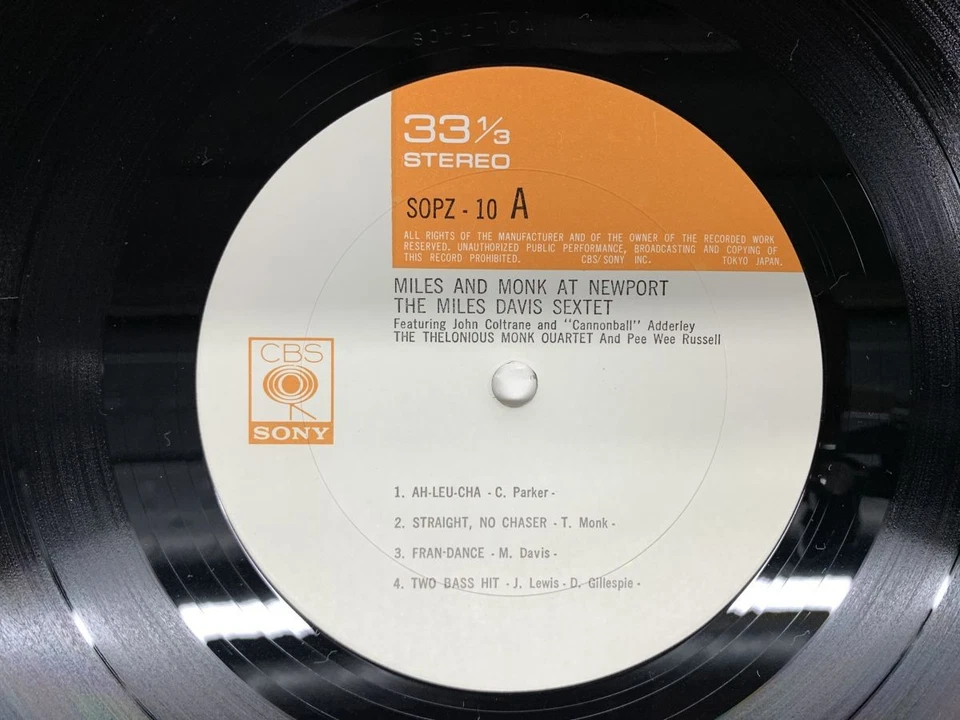 33 1/3
STEREO
SOPZ - 10 A
ALL RIGHTS OF THE MANUFACTURER AND OF THE OWNER OF THE RECORDED WORK
RESERVED. UNAUTHORIZED PUBLIC PERFORMANCE, BROADCASTING AND COPYING OF
THIS RECORD PROHIBITED. CBS/SONY INC. TOKYO JAPAN.
MILES AND MONK AT NEWPORT
THE MILES DAVIS SEXTET
Featuring John Coltrane and "Cannonball" Adderley
THE THELONIOUS MONK QUARTET And Pee Wee Russell
CBS
SONY
1. AH-LEU-CHA - C. Parker -
2. STRAIGHT, NO CHASER - T. Monk -
3. FRAN-DANCE - M. Davis -
4. TWO BASS HIT - J. Lewis - D. Gillespie -